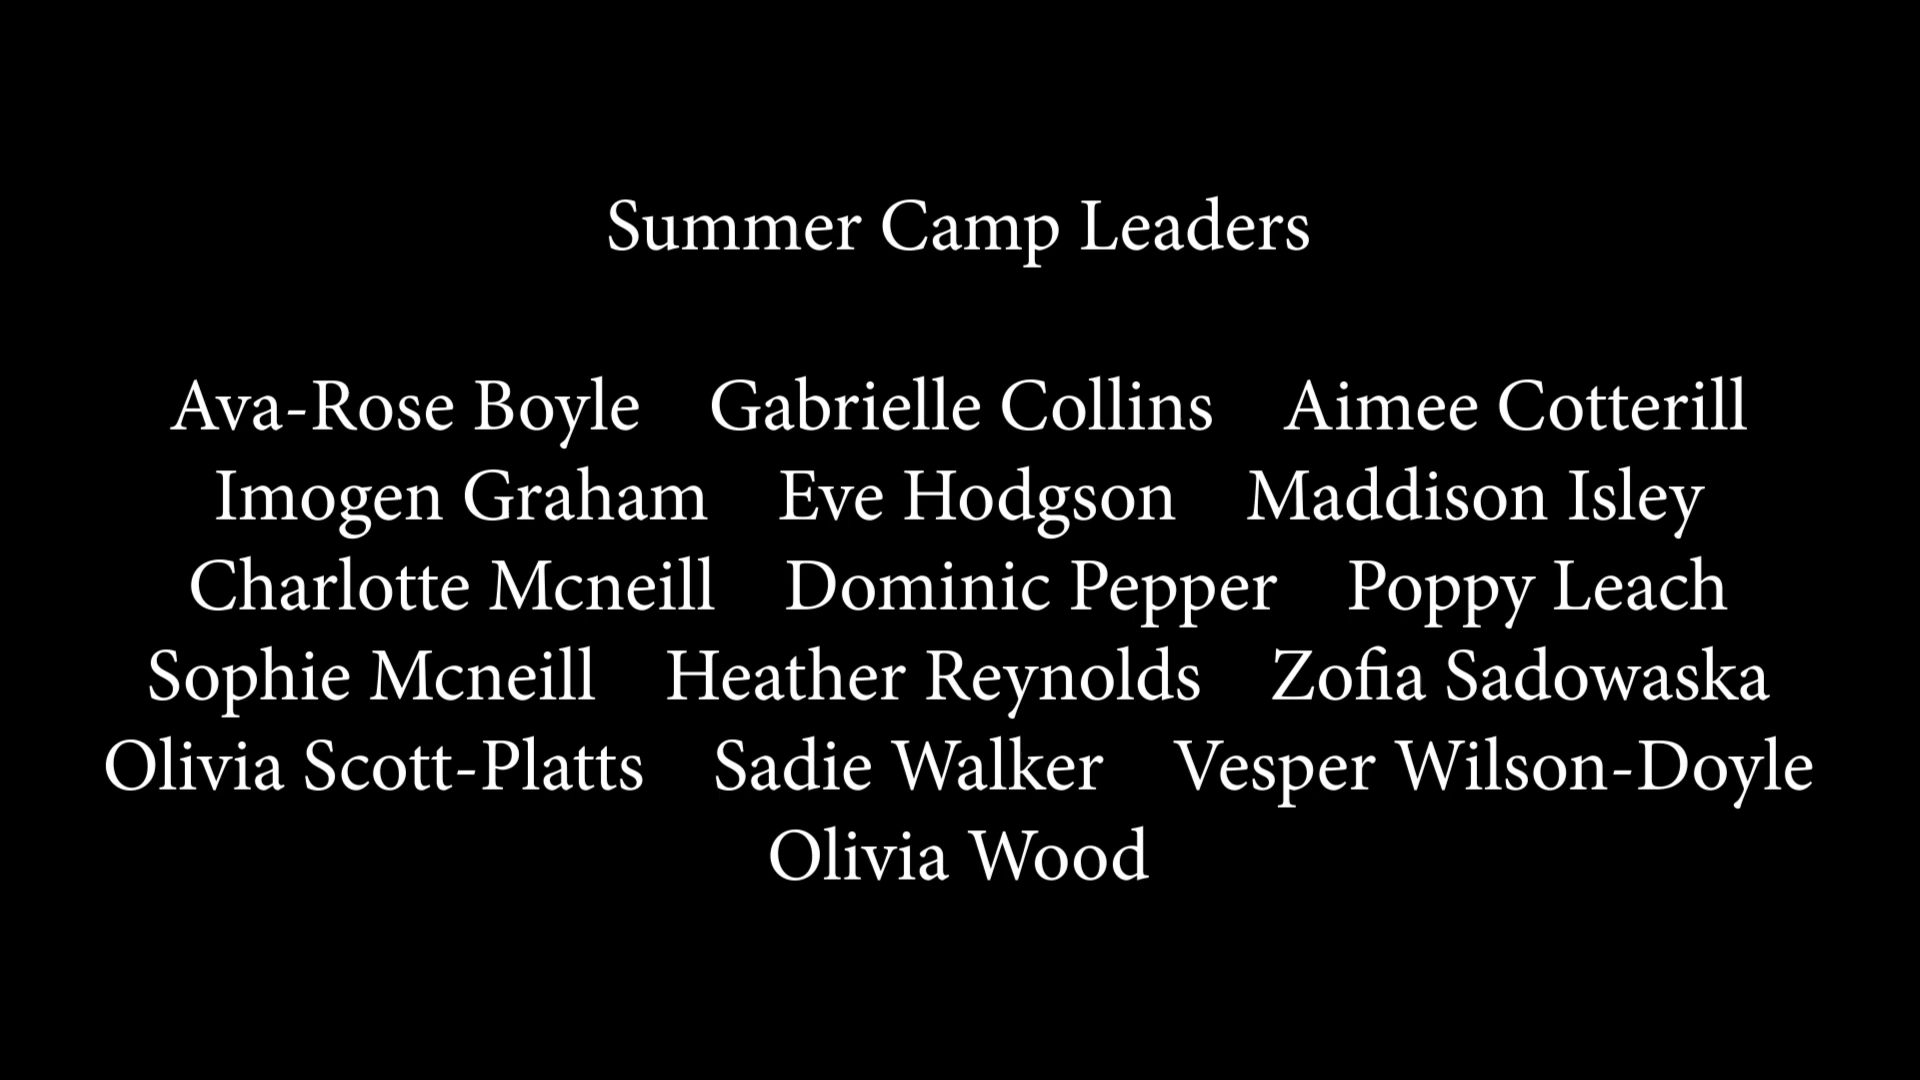 Summer Camp Leaders
Ava-Rose Boyle    Gabrielle Collins    Aimee Cotterill
Imogen Graham    Eve Hodgson    Maddison Isley
Charlotte Mcneill    Dominic Pepper    Poppy Leach
Sophie Mcneill    Heather Reynolds    Zofia Sadowaska
Olivia Scott-Platts    Sadie Walker    Vesper Wilson-Doyle
Olivia Wood